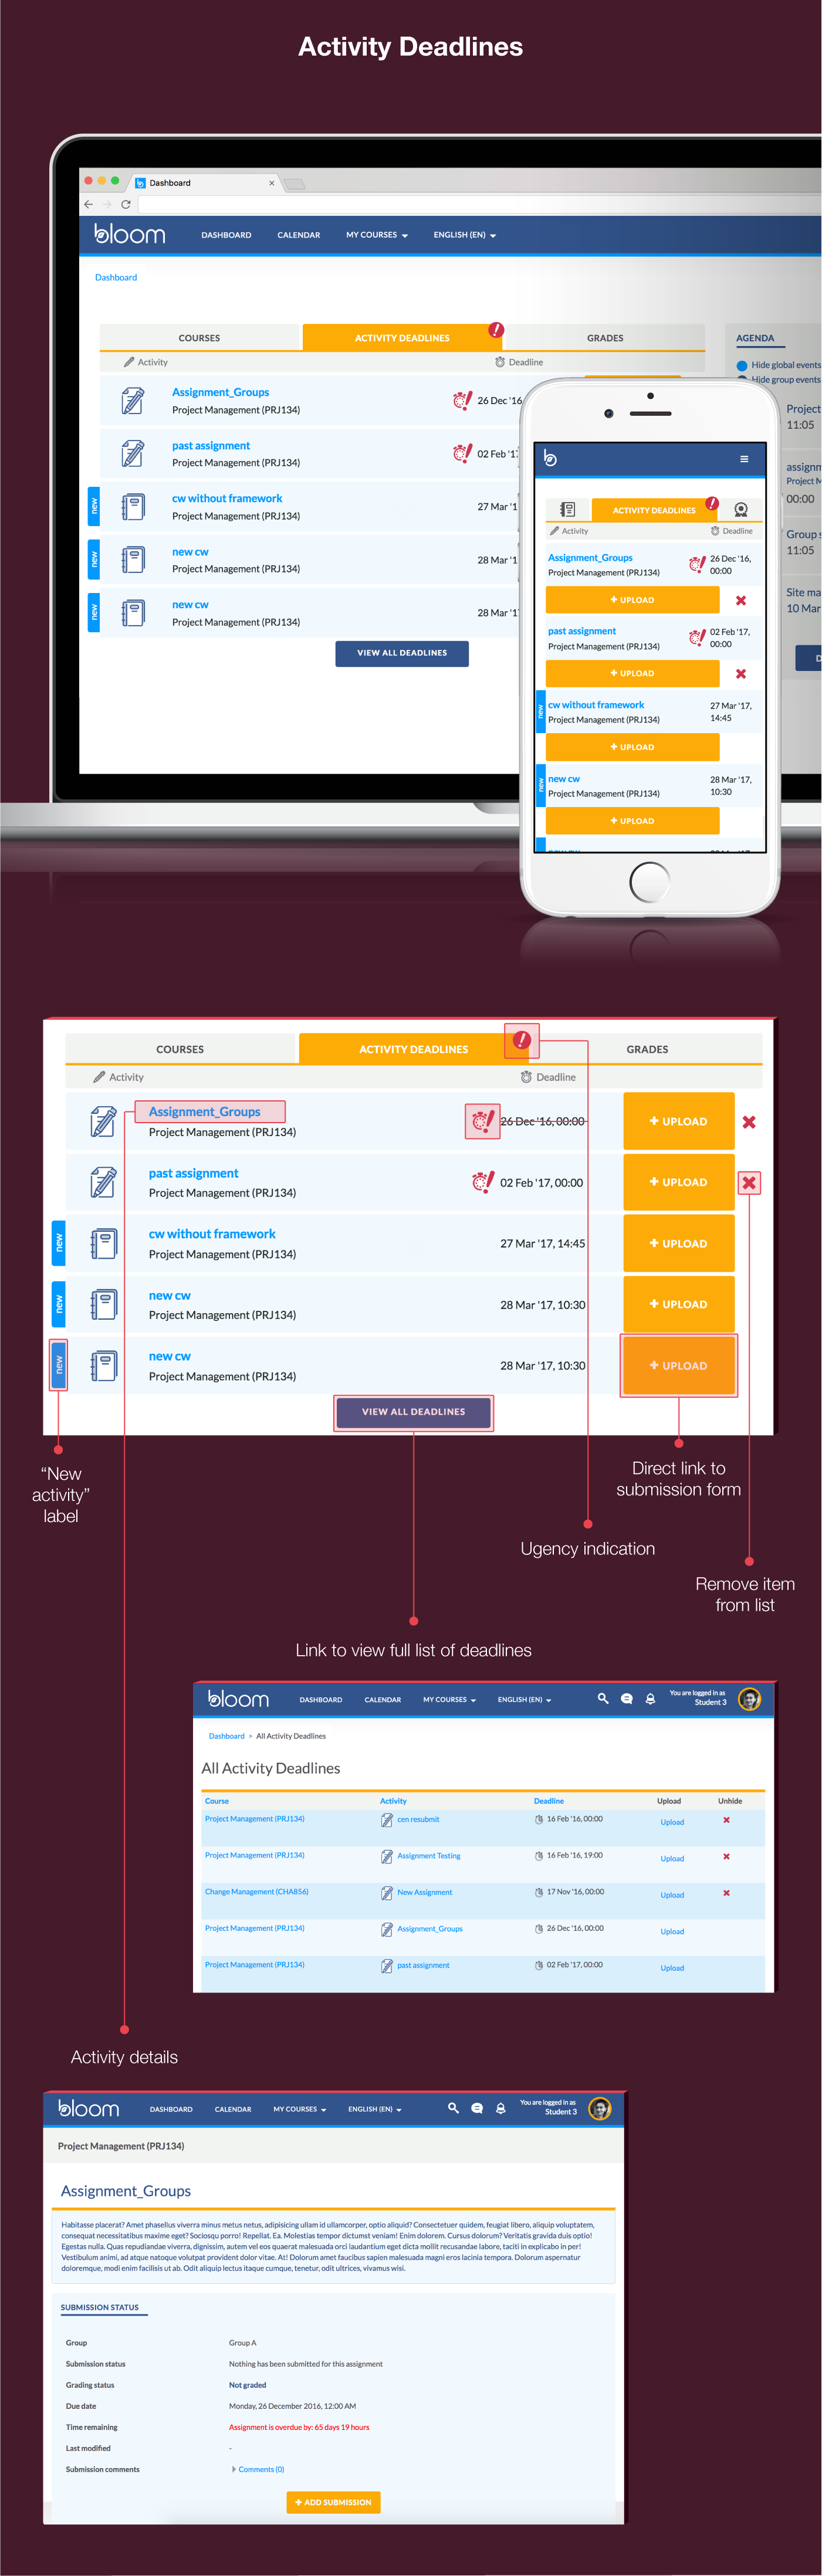 Activity Deadlines
Dashboard
bloom DASHBOARD CALENDAR MY COURSES ENGLISH (EN)
Dashboard
COURSES ACTIVITY DEADLINES GRADES AGENDA
Activity Deadline
Hide global events
Hide group events
Assignment_Groups
Project Management (PRJ134)
26 Dec '16
past assignment
Project Management (PRJ134)
02 Feb '17
new
cw without framework
Project Management (PRJ134)
27 Mar '1
new
new cw
Project Management (PRJ134)
28 Mar '1
new
new cw
Project Management (PRJ134)
28 Mar '1
VIEW ALL DEADLINES
Project
11:05
assignm
Project M
00:00
Group s
11:05
Site ma
10 Mar
D
ACTIVITY DEADLINES
Activity Deadline
Assignment_Groups
Project Management (PRJ134)
26 Dec '16,
00:00
+ UPLOAD
past assignment
Project Management (PRJ134)
02 Feb '17,
00:00
+ UPLOAD
new
cw without framework
Project Management (PRJ134)
27 Mar '17,
14:45
+ UPLOAD
new
new cw
Project Management (PRJ134)
28 Mar '17,
10:30
+ UPLOAD
COURSES ACTIVITY DEADLINES GRADES
Activity Deadline
Assignment_Groups
Project Management (PRJ134)
26 Dec '16, 00:00
+ UPLOAD
past assignment
Project Management (PRJ134)
02 Feb '17, 00:00
+ UPLOAD
new
cw without framework
Project Management (PRJ134)
27 Mar '17, 14:45
+ UPLOAD
new
new cw
Project Management (PRJ134)
28 Mar '17, 10:30
+ UPLOAD
new
new cw
Project Management (PRJ134)
28 Mar '17, 10:30
+ UPLOAD
VIEW ALL DEADLINES
“New
activity”
label
Direct link to
submission form
Ugency indication
Remove item
from list
Link to view full list of deadlines
bloom DASHBOARD CALENDAR MY COURSES ENGLISH (EN)
You are logged in as
Student 3
Dashboard > All Activity Deadlines
All Activity Deadlines
Course Activity Deadline Upload Unhide
Project Management (PRJ134) cen resubmit 16 Feb '16, 00:00 Upload
Project Management (PRJ134) Assignment Testing 16 Feb '16, 19:00 Upload
Change Management (CHA856) New Assignment 17 Nov '16, 00:00 Upload
Project Management (PRJ134) Assignment_Groups 26 Dec '16, 00:00 Upload
Project Management (PRJ134) past assignment 02 Feb '17, 00:00 Upload
Activity details
bloom DASHBOARD CALENDAR MY COURSES ENGLISH (EN)
You are logged in as
Student 3
Project Management (PRJ134)
Assignment_Groups
Habitasse placerat? Amet phasellus viverra minus metus netus, adipisicing ullam id ullamcorper, optio aliquid? Consectetuer quidem, feugiat libero, aliquip voluptatem,
consequat necessitatibus maxime eget? Sociosqu porro! Repellat. Ea. Molestias tempor dictumst veniam! Enim dolorem. Cursus dolorum? Veritatis gravida duis optio!
Egestas nulla. Quas repudiandae viverra, dignissim, autem vel eos quaerat malesuada orci laudantium eget dicta mollit recusandae labore, taciti in explicabo in per!
Vestibulum animi, ad atque natoque volutpat provident dolor vitae. At! Dolorum amet faucibus sapien malesuada magni eros lacinia tempora. Dolorum aspernatur
doloremque, modi enim facilisis ut ab. Odit aliquip lectus itaque cumque, tenetur, odit ultrices, vivamus wisi.
SUBMISSION STATUS
Group Group A
Submission status Nothing has been submitted for this assignment
Grading status Not graded
Due date Monday, 26 December 2016, 12:00 AM
Time remaining Assignment is overdue by: 65 days 19 hours
Last modified -
Submission comments Comments (0)
+ ADD SUBMISSION